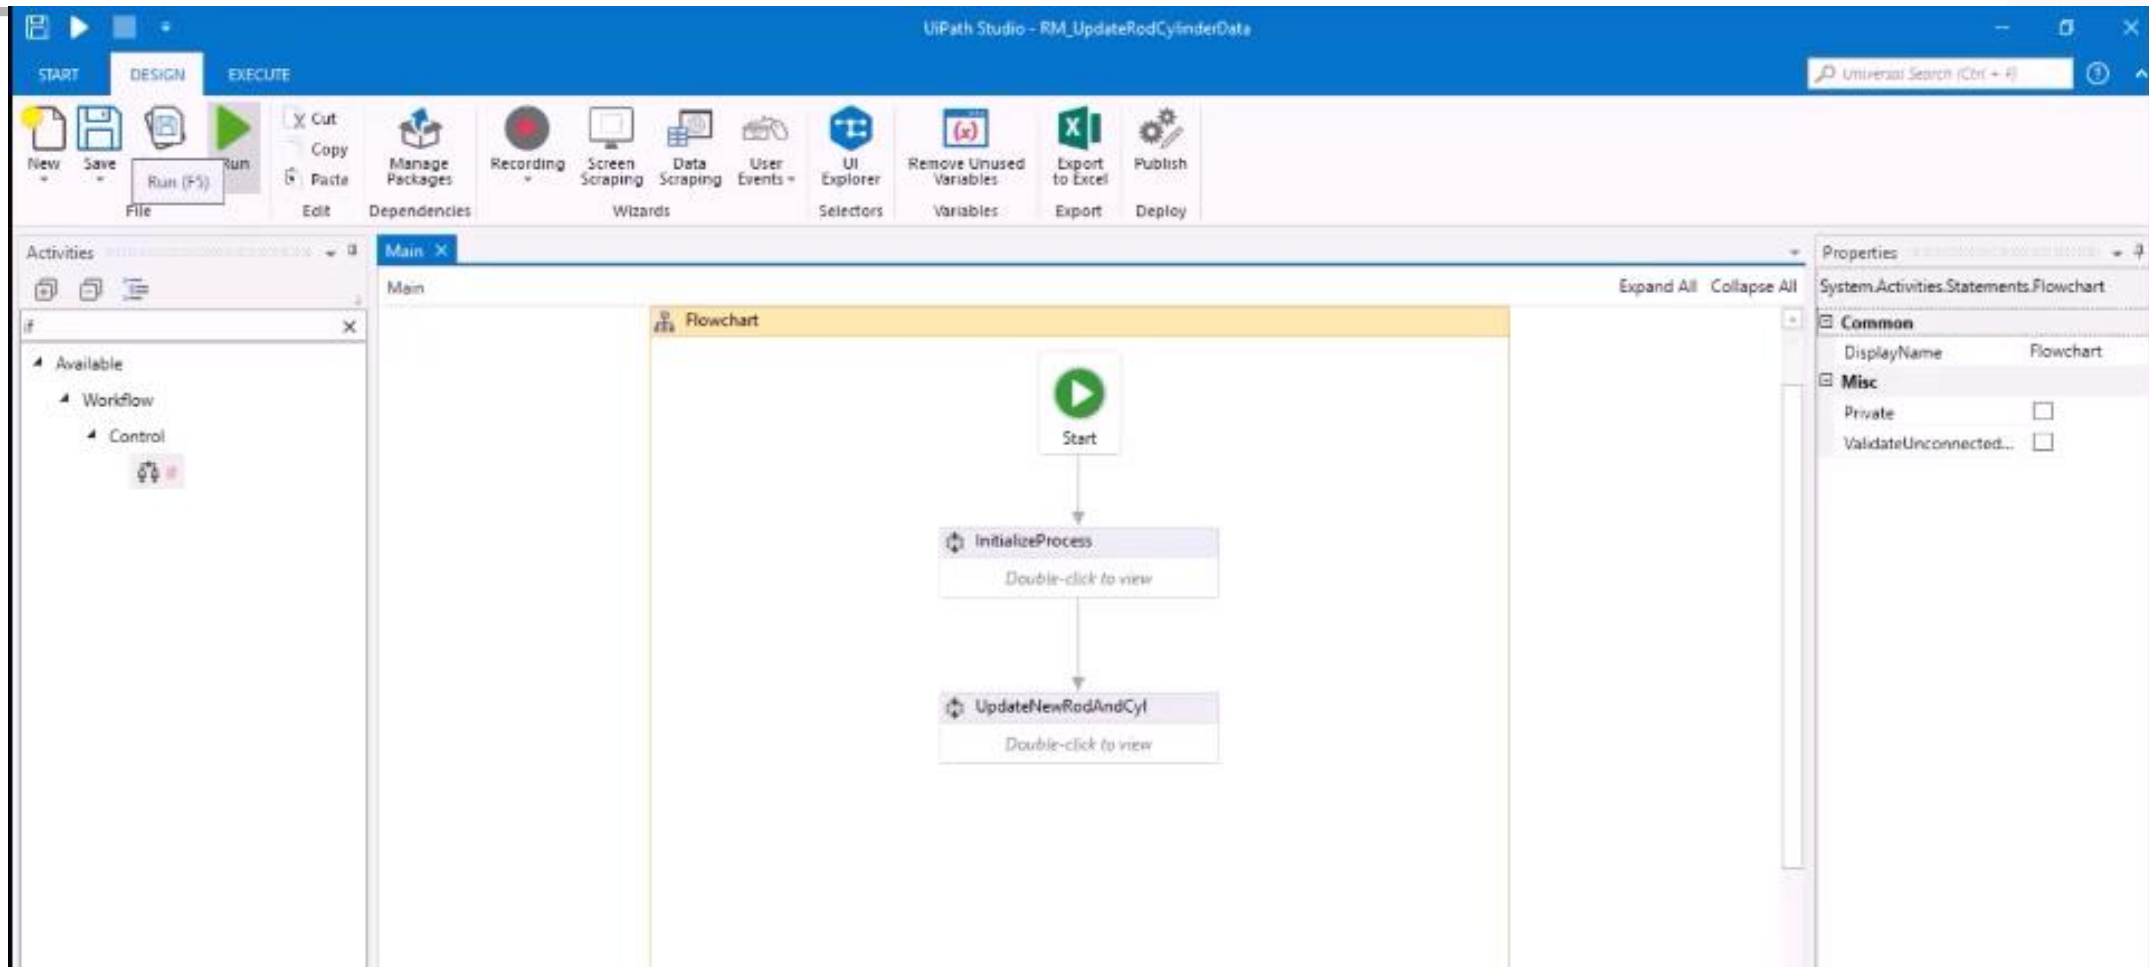 UiPath Studio - RM_UpdateRodCylinderData
START DESIGN EXECUTE
Universal Search (Ctrl + F)
New Save Run
Run (F5)
File
Cut
Copy
Paste
Edit
Manage Packages
Dependencies
Recording Screen Scraping Data Scraping User Events
Wizards
UI Explorer
Selectors
Remove Unused Variables
Variables
Export to Excel
Export
Publish
Deploy
Activities
if
Available
Workflow
Control
Main
Main
Expand All Collapse All
Flowchart
Start
InitializeProcess
Double-click to view
Double-click to view
Properties
System.Activities.Statements.Flowchart
Common
DisplayName Flowchart
Misc
Private
ValidateUnconnected...